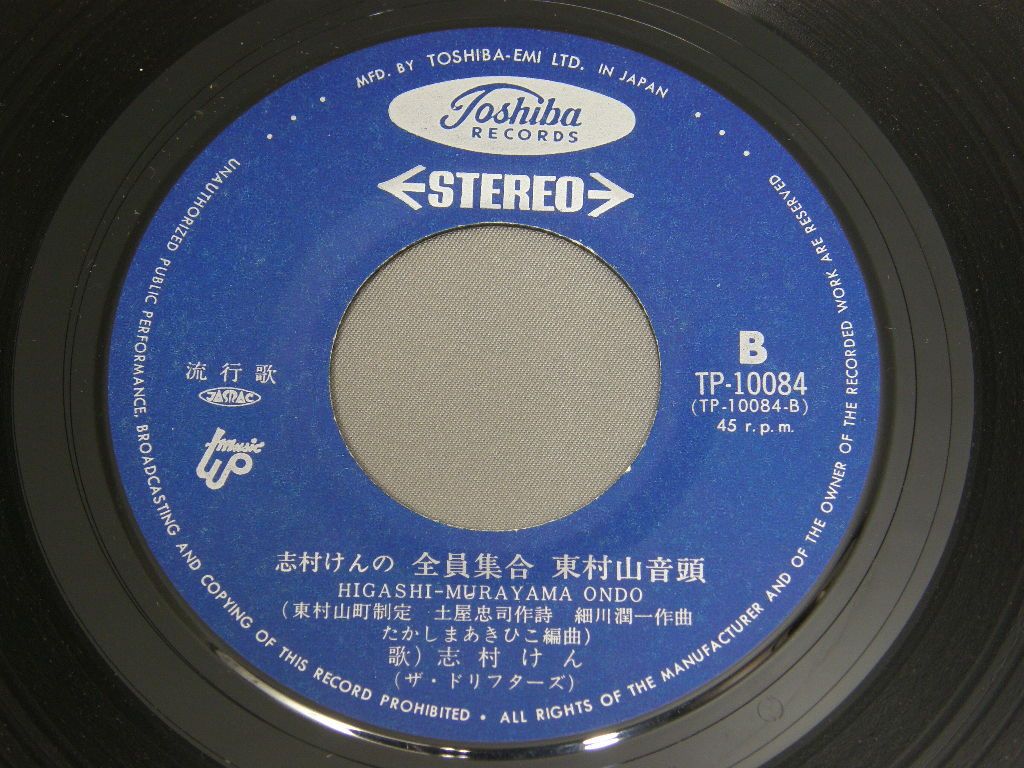 MFD. BY TOSHIBA-EMI LTD. IN JAPAN
Toshiba
RECORDS
STEREO
流行歌
JASRAC
music
up
B
TP-10084
(TP-10084-B)
45 r.p.m.
志村けんの 全員集合 東村山音頭
HIGASHI-MURAYAMA ONDO
(東村山町制定 土屋忠司作詩 細川潤一作曲
たかしまあきひこ編曲)
歌) 志村けん
(ザ・ドリフターズ)
UNAUTHORIZED PUBLIC PERFORMANCE, BROADCASTING AND COPYING OF THIS RECORD PROHIBITED • ALL RIGHTS OF THE MANUFACTURER AND OF THE OWNER OF THE RECORDED WORK ARE RESERVED